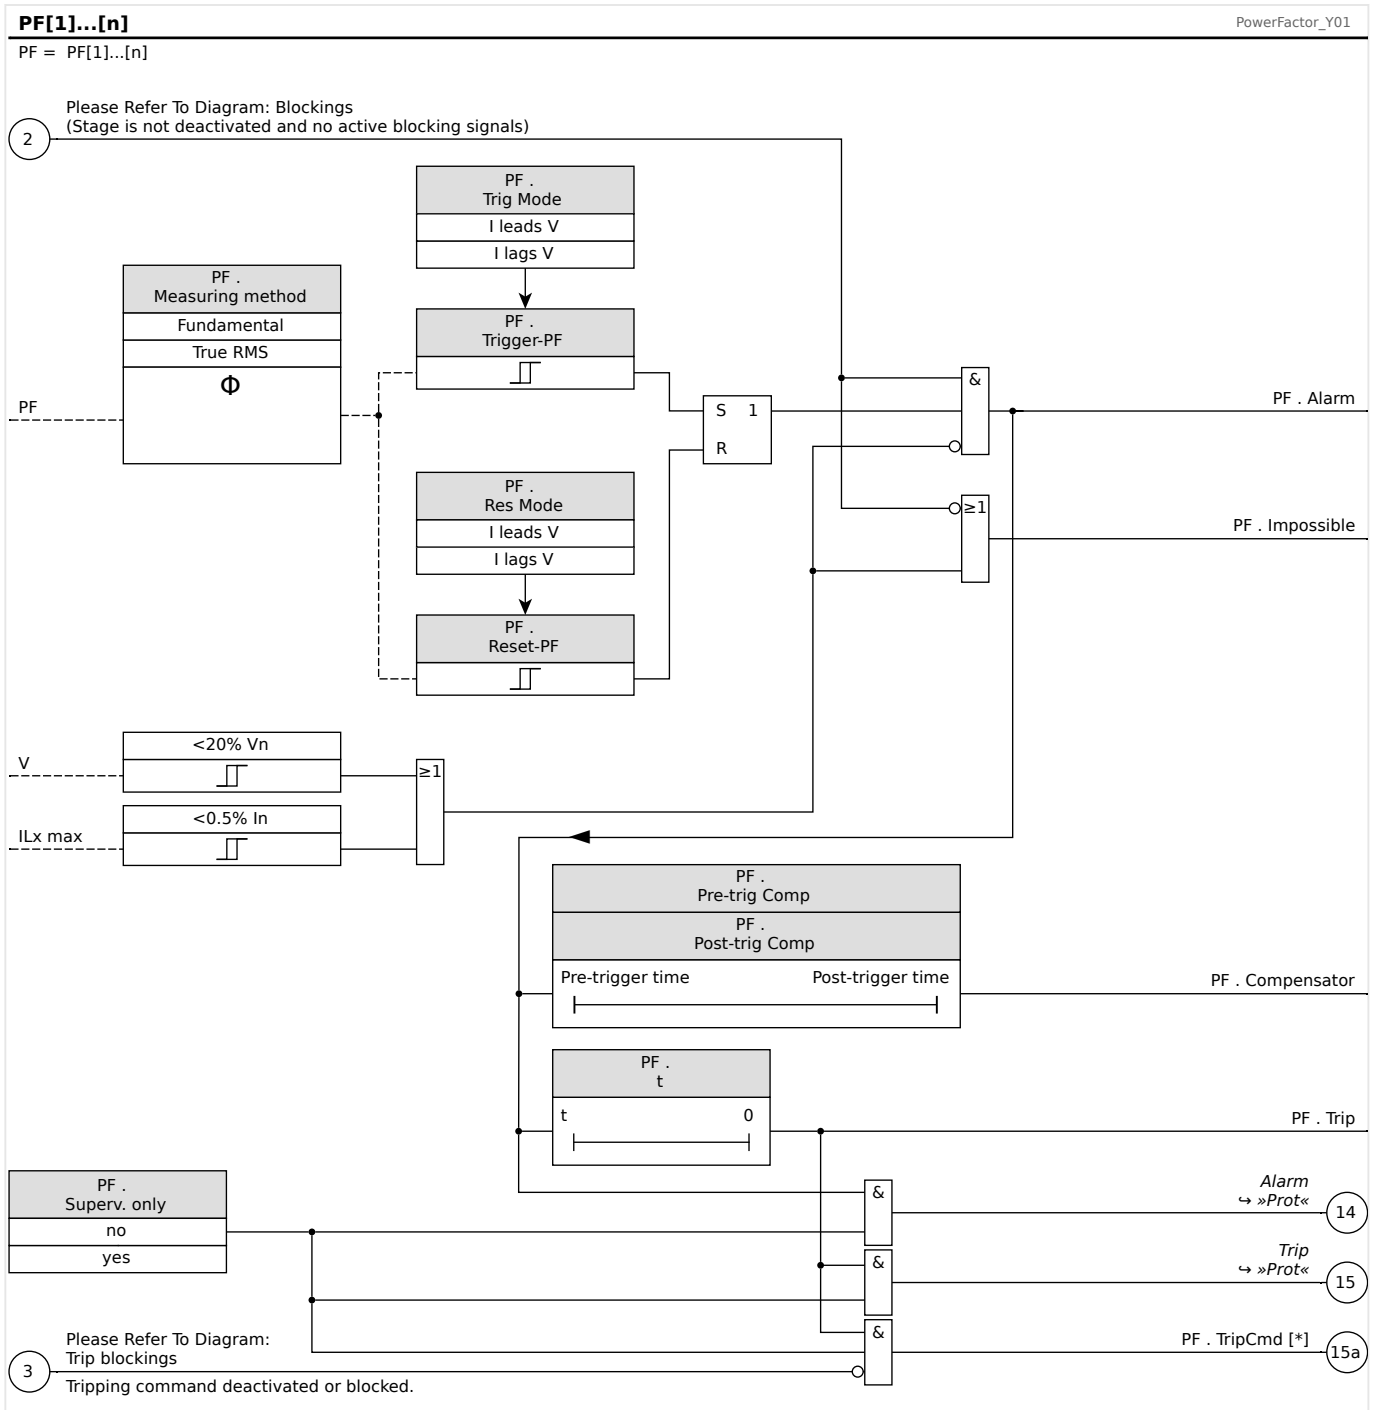 PF[1]...[n]
PowerFactor_Y01
PF = PF[1]...[n]
Please Refer To Diagram: Blockings
(Stage is not deactivated and no active blocking signals)
2
PF .
Trig Mode
I leads V
I lags V
PF .
Measuring method
Fundamental
True RMS
Φ
PF
PF .
Trigger-PF
S 1
R
&
PF . Alarm
PF .
Res Mode
I leads V
I lags V
≥1
PF . Impossible
PF .
Reset-PF
<20% Vn
V
≥1
<0.5% In
ILx max
PF .
Pre-trig Comp
PF .
Post-trig Comp
Pre-trigger time Post-trigger time
PF . Compensator
PF .
t
t 0
PF . Trip
PF .
Superv. only
no
yes
&
Alarm
↪ »Prot«
14
&
Trip
↪ »Prot«
15
&
PF . TripCmd [*]
15a
Please Refer To Diagram:
Trip blockings
3
Tripping command deactivated or blocked.